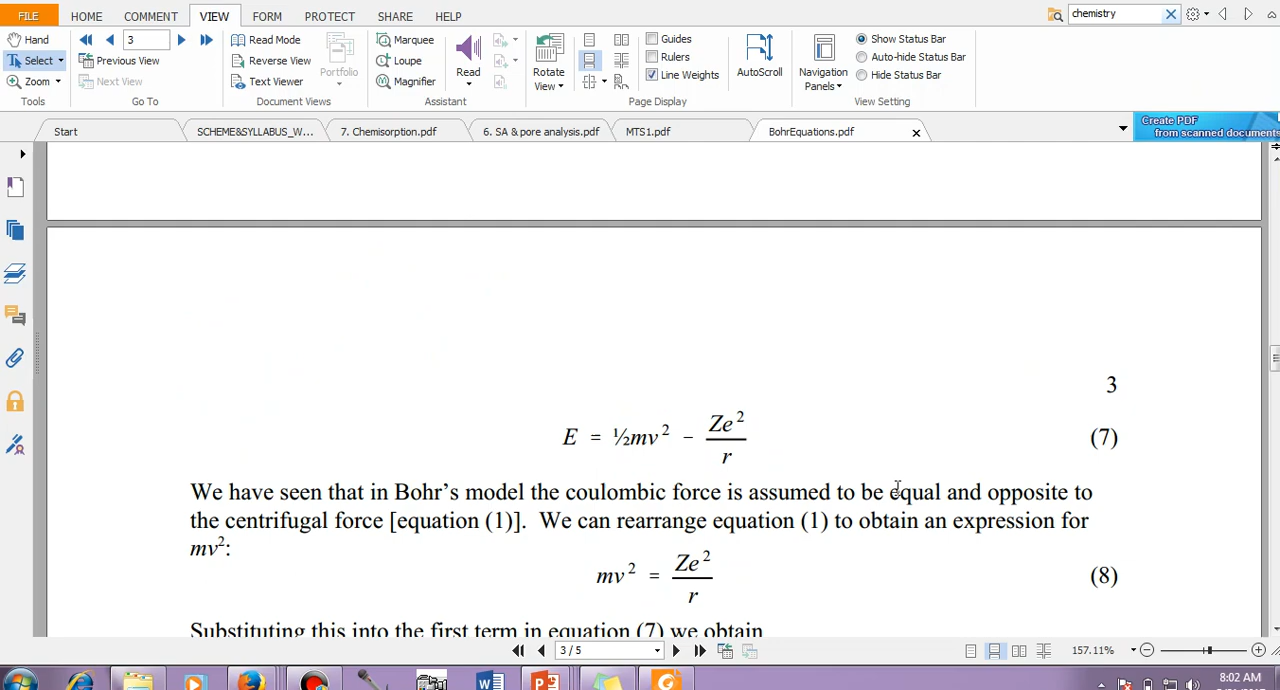 FILE HOME COMMENT VIEW FORM PROTECT SHARE HELP chemistry
Hand 3 Read Mode Marquee Guides Show Status Bar
Select Previous View Reverse View Loupe Rulers Auto-hide Status Bar
Zoom Next View Text Viewer Portfolio Magnifier Read Rotate View Line Weights AutoScroll Navigation Panels Hide Status Bar
Tools Go To Document Views Assistant Page Display View Setting
Start SCHEME&SYLLABUS_W... 7. Chemisorption.pdf 6. SA & pore analysis.pdf MTS1.pdf BohrEquations.pdf Create PDF
from scanned documents
3
E = ½mv² − Ze²/r (7)
We have seen that in Bohr’s model the coulombic force is assumed to be equal and opposite to
the centrifugal force [equation (1)]. We can rearrange equation (1) to obtain an expression for
mv²:
mv² = Ze²/r (8)
Substituting this into the first term in equation (7) we obtain
3 / 5 157.11%
8:02 AM